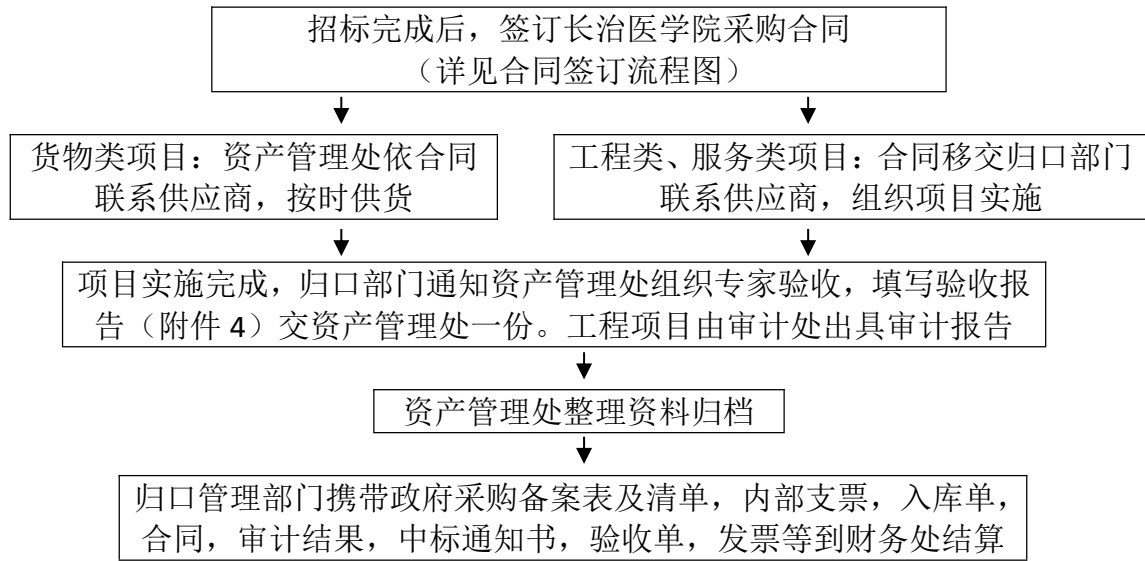 招标完成后，签订长治医学院采购合同
（详见合同签订流程图）
货物类项目：资产管理处依合同
联系供应商，按时供货
工程类、服务类项目：合同移交归口部门
联系供应商，组织项目实施
项目实施完成，归口部门通知资产管理处组织专家验收，填写验收报
告（附件 4）交资产管理处一份。工程项目由审计处出具审计报告
资产管理处整理资料归档
归口管理部门携带政府采购备案表及清单，内部支票，入库单，
合同，审计结果，中标通知书，验收单，发票等到财务处结算